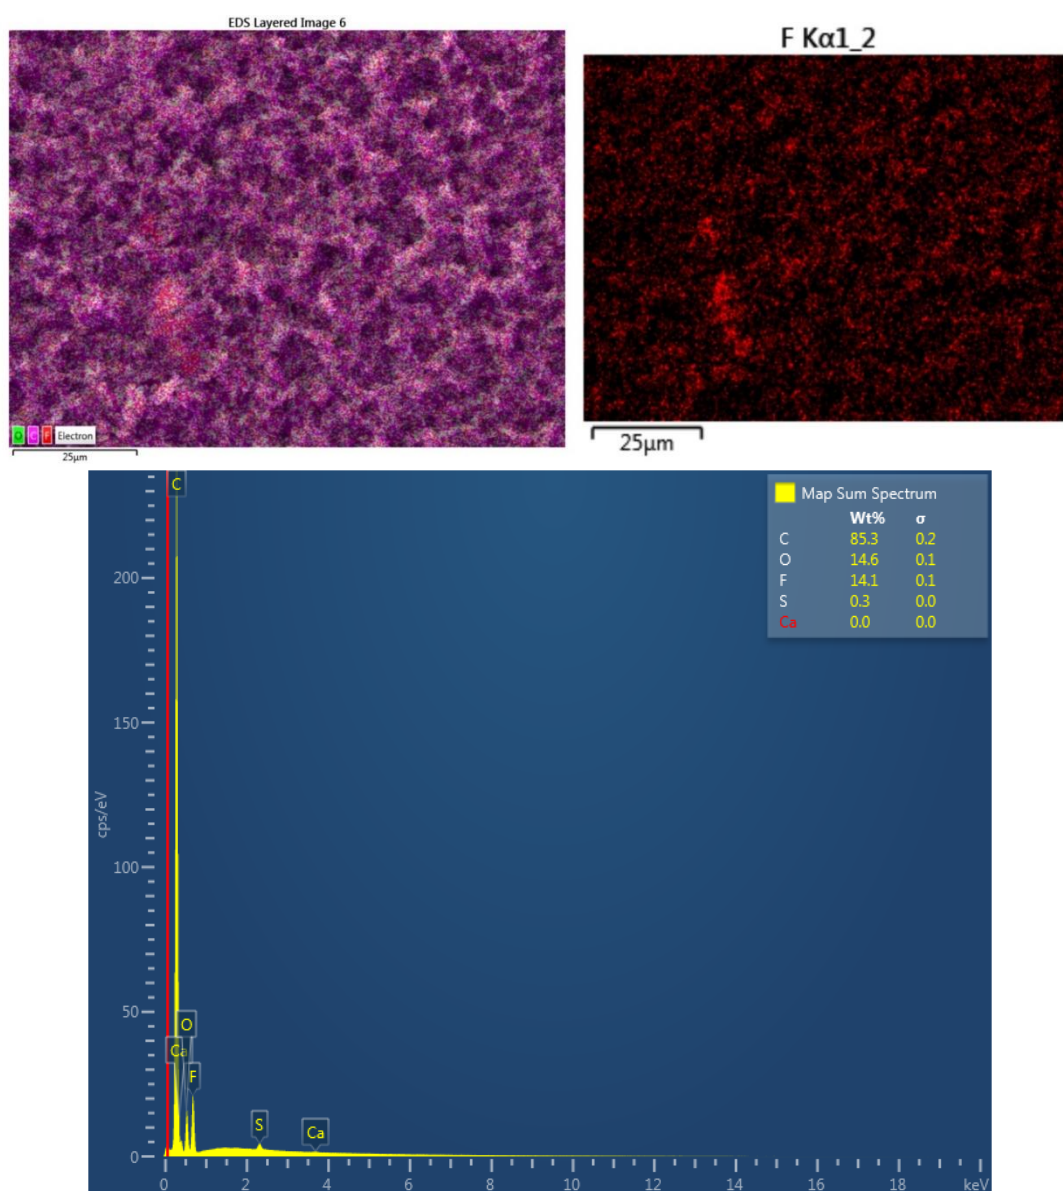 EDS Layered Image 6
F Kα1_2
O C F Electron
25μm
25μm
Map Sum Spectrum
Wt% σ
C 85.3 0.2
O 14.6 0.1
F 14.1 0.1
S 0.3 0.0
Ca 0.0 0.0
C
200
150
100
cps/eV
50
O
Ca
F
S
Ca
0
0 2 4 6 8 10 12 14 16 18 keV